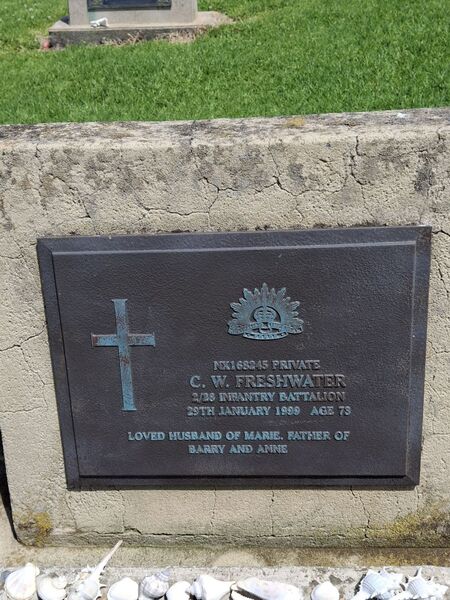 NX168245 PRIVATE
C. W. FRESHWATER
2/28 INFANTRY BATTALION
29TH JANUARY 1999 AGE 73
LOVED HUSBAND OF MARIE. FATHER OF
BARRY AND ANNE